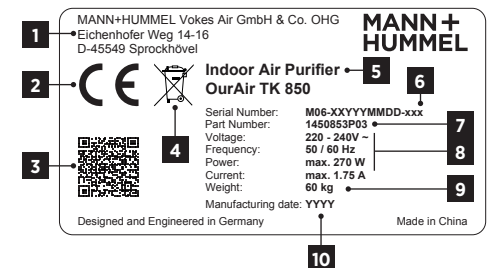 MANN+HUMMEL Vokes Air GmbH & Co. OHG
Eichenhofer Weg 14-16
D-45549 Sprockhövel
MANN+
HUMMEL
1
2
3
4
CE
Indoor Air Purifier
OurAir TK 850
5
6
Serial Number: M06-XXYYYMMDD-xxx
Part Number: 1450853P03
7
Voltage: 220 - 240V ~
Frequency: 50 / 60 Hz
8
Power: max. 270 W
Current: max. 1.75 A
Weight: 60 kg
9
Manufacturing date: YYYY
Designed and Engineered in Germany
Made in China
10